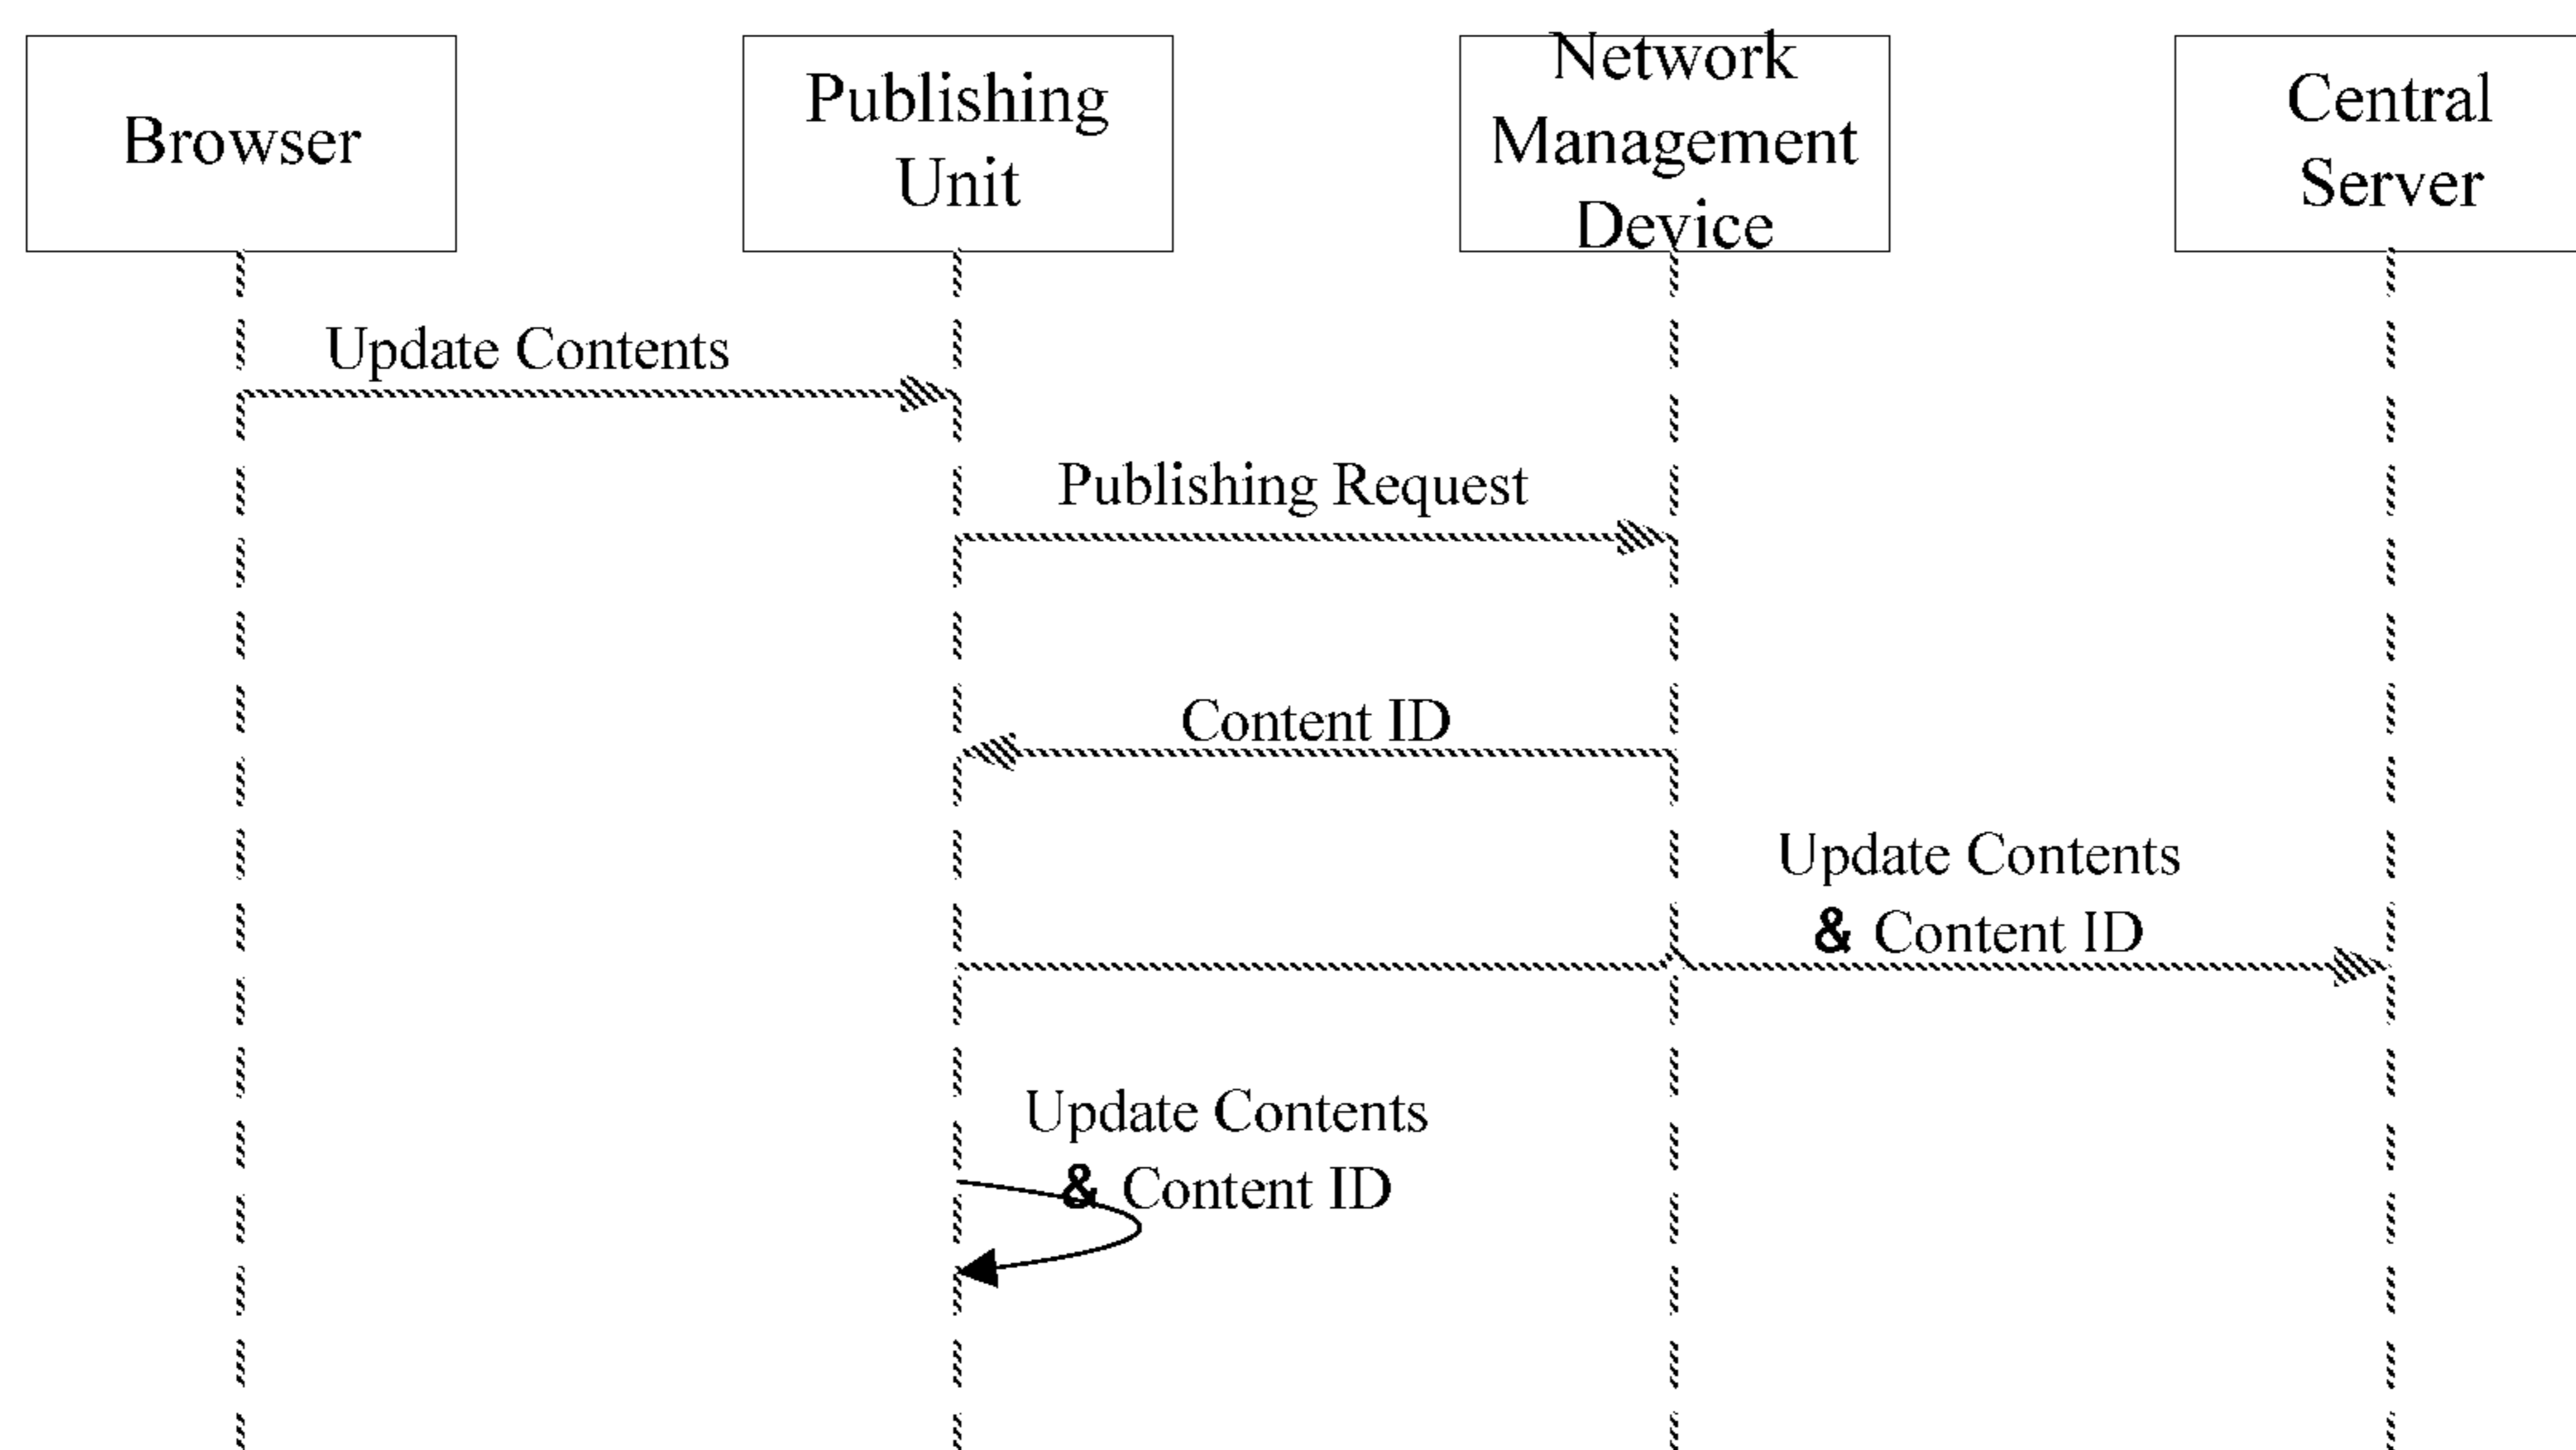 Browser
Publishing
Unit
Network
Management
Device
Central
Server
Update Contents
Publishing Request
Content ID
Update Contents
& Content ID
Update Contents
& Content ID